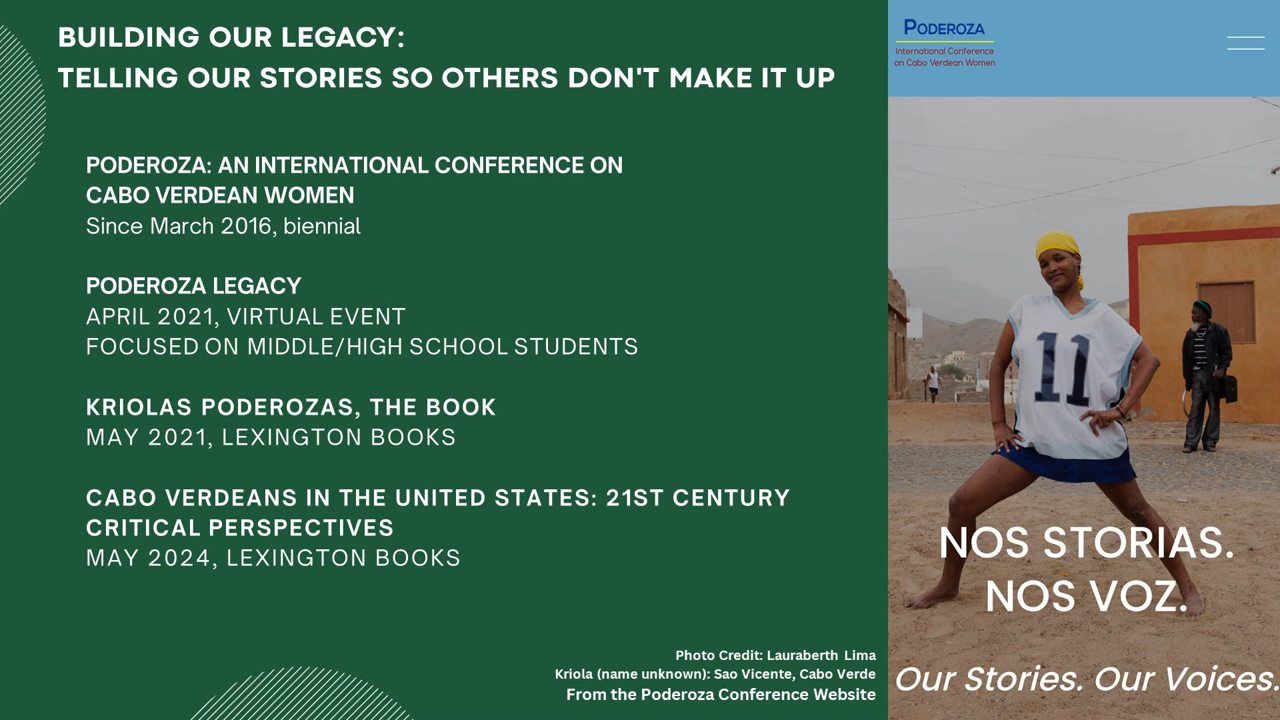 BUILDING OUR LEGACY:
TELLING OUR STORIES SO OTHERS DON'T MAKE IT UP
PODEROZA: AN INTERNATIONAL CONFERENCE ON
CABO VERDEAN WOMEN
Since March 2016, biennial
PODEROZA LEGACY
APRIL 2021, VIRTUAL EVENT
FOCUSED ON MIDDLE/HIGH SCHOOL STUDENTS
KRIOLAS PODEROZAS, THE BOOK
MAY 2021, LEXINGTON BOOKS
CABO VERDEANS IN THE UNITED STATES: 21ST CENTURY
CRITICAL PERSPECTIVES
MAY 2024, LEXINGTON BOOKS
Photo Credit: Lauraberth Lima
Kriola (name unknown): Sao Vicente, Cabo Verde
From the Poderoza Conference Website
PODEROZA
International Conference
on Cabo Verdean Women
11
NOS STORIAS.
NOS VOZ.
Our Stories. Our Voices.